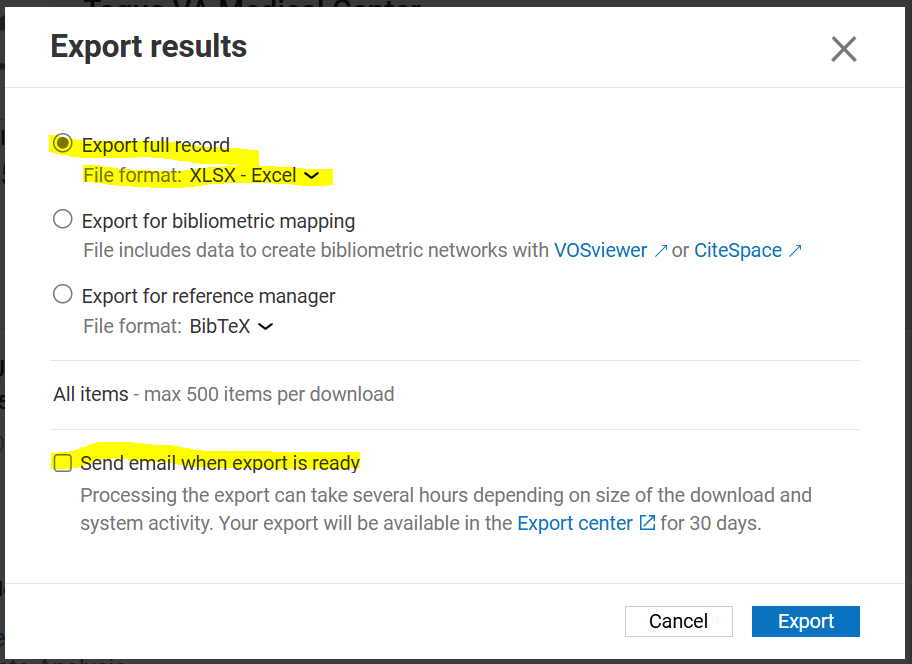 Togus VA Medical Center
Export results
Export full record
File format: XLSX - Excel
Export for bibliometric mapping
File includes data to create bibliometric networks with VOSviewer ↗ or CiteSpace ↗
Export for reference manager
File format: BibTeX
All items - max 500 items per download
Send email when export is ready
Processing the export can take several hours depending on size of the download and
system activity. Your export will be available in the Export center for 30 days.
Cancel
Export